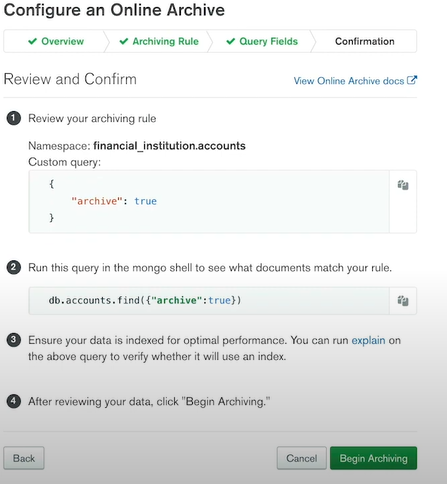 Configure an Online Archive
✔ Overview ✔ Archiving Rule ✔ Query Fields Confirmation
Review and Confirm View Online Archive docs
1 Review your archiving rule
Namespace: financial_institution.accounts
Custom query:
{
"archive": true
}
2 Run this query in the mongo shell to see what documents match your rule.
db.accounts.find({"archive":true})
3 Ensure your data is indexed for optimal performance. You can run explain on
the above query to verify whether it will use an index.
4 After reviewing your data, click "Begin Archiving."
Back Cancel Begin Archiving